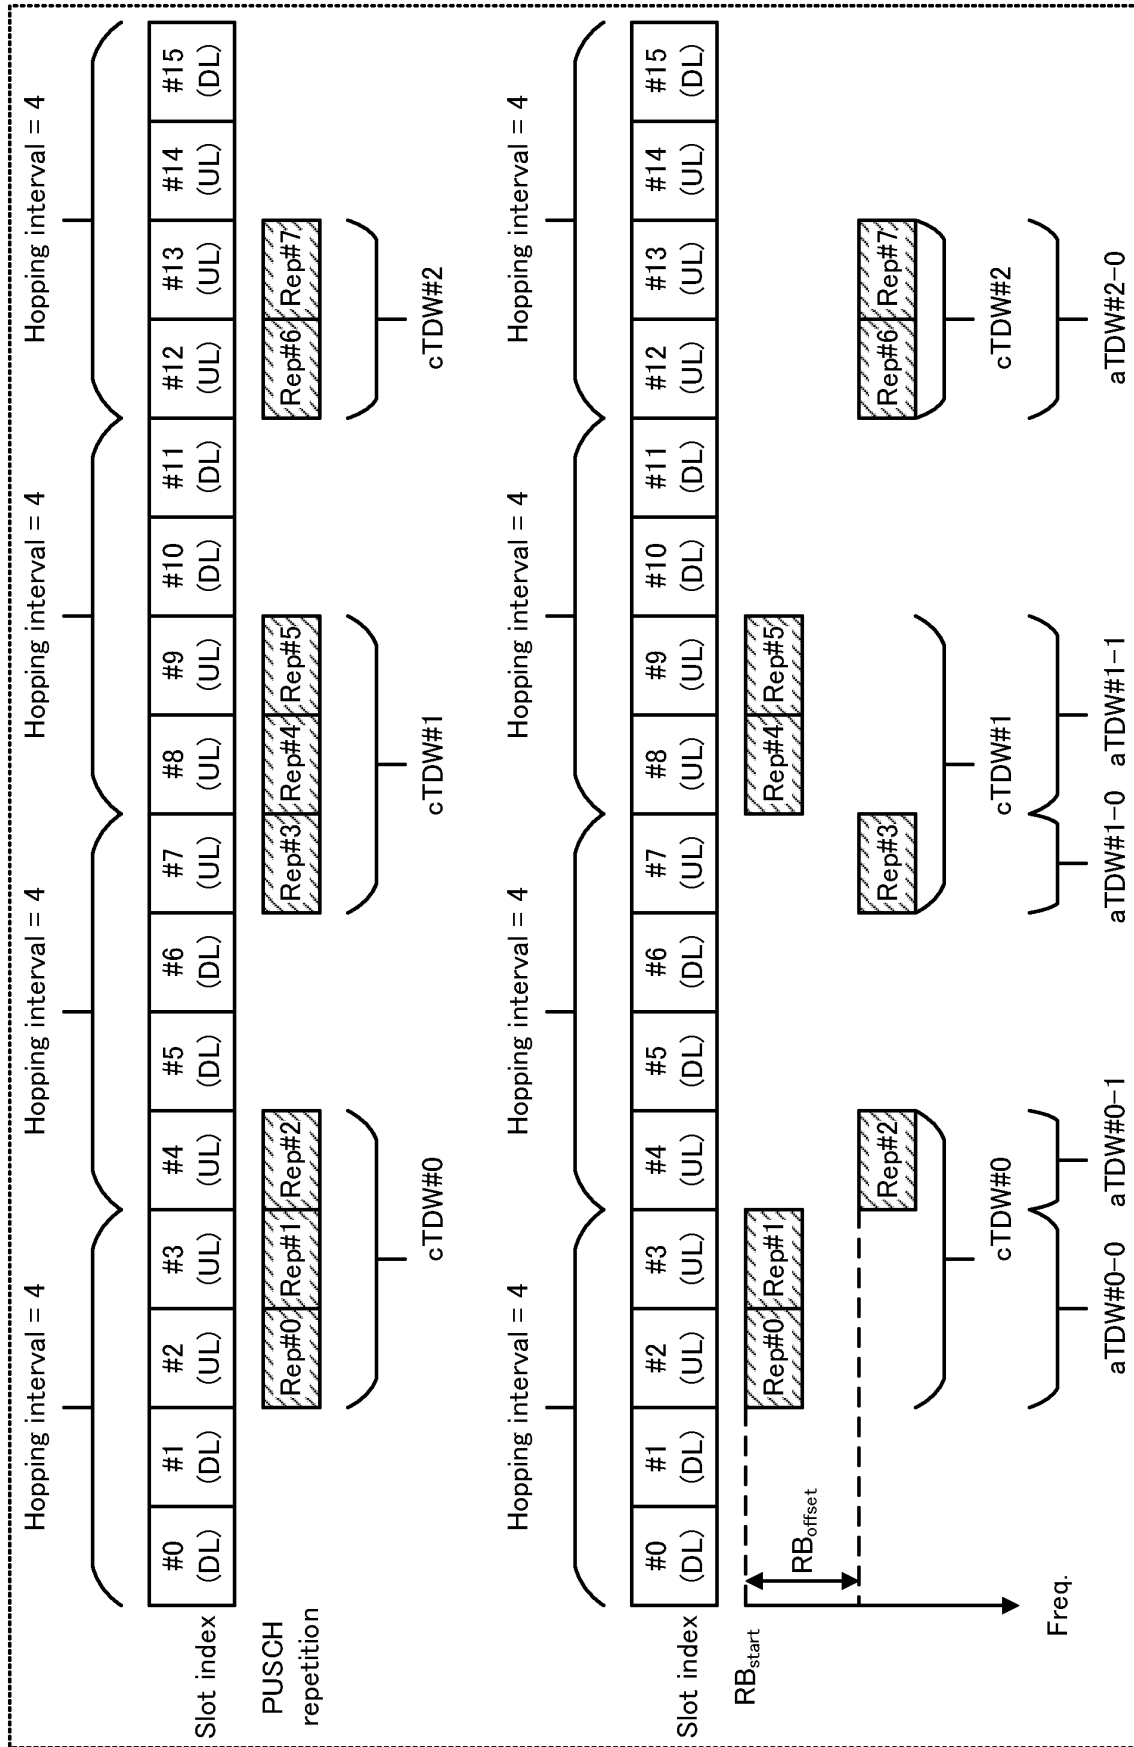 Hopping interval = 4 Hopping interval = 4 Hopping interval = 4 Hopping interval = 4
Slot index #0 #1 #2 #3 #4 #5 #6 #7 #8 #9 #10 #11 #12 #13 #14 #15
(DL) (DL) (UL) (UL) (UL) (DL) (DL) (UL) (UL) (UL) (DL) (DL) (UL) (UL) (UL) (DL)
PUSCH
repetition
Rep#0 Rep#1 Rep#2 Rep#3 Rep#4 Rep#5 Rep#6 Rep#7
cTDW#0 cTDW#1 cTDW#2
Hopping interval = 4 Hopping interval = 4 Hopping interval = 4 Hopping interval = 4
Slot index #0 #1 #2 #3 #4 #5 #6 #7 #8 #9 #10 #11 #12 #13 #14 #15
(DL) (DL) (UL) (UL) (UL) (DL) (DL) (UL) (UL) (UL) (DL) (DL) (UL) (UL) (UL) (DL)
RBstart
Rep#0 Rep#1 Rep#4 Rep#5
RBoffset
Rep#2 Rep#3 Rep#6 Rep#7
cTDW#0 cTDW#1 cTDW#2
Freq.
aTDW#0-0 aTDW#0-1 aTDW#1-0 aTDW#1-1 aTDW#2-0